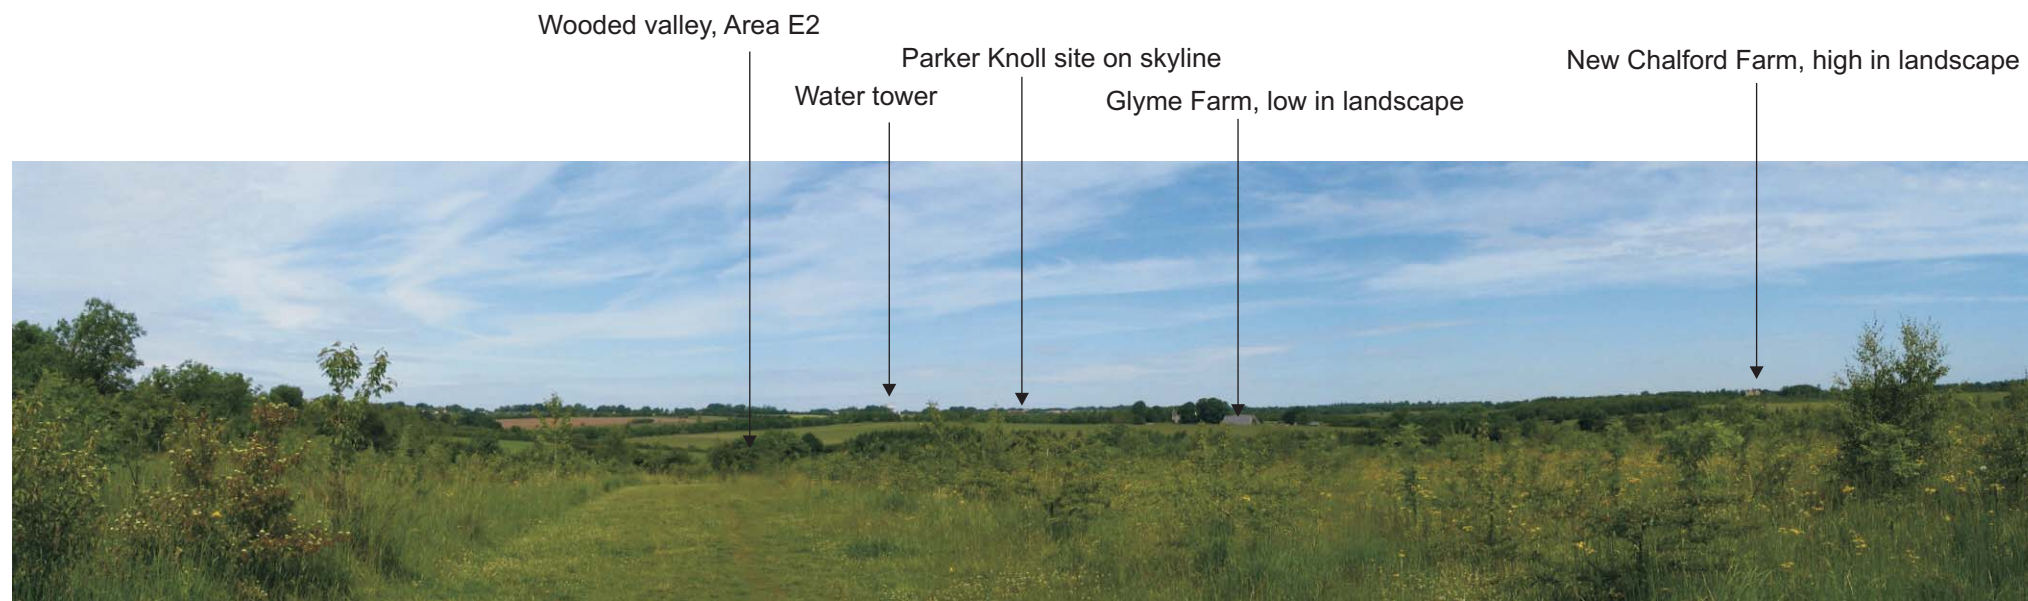 Wooded valley, Area E2
Parker Knoll site on skyline
New Chalford Farm, high in landscape
Water tower
Glyme Farm, low in landscape